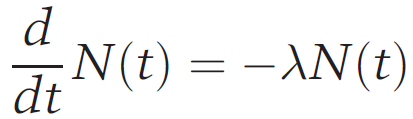 d/dt N(t) = −λN(t)